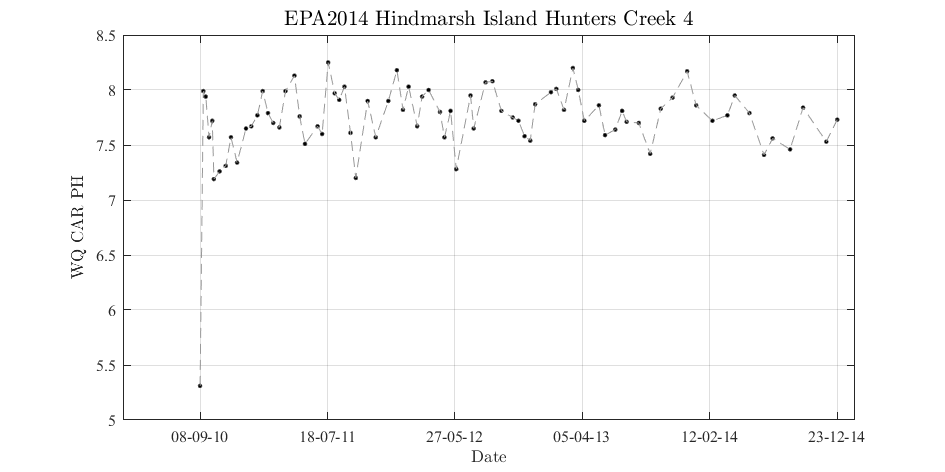 EPA2014 Hindmarsh Island Hunters Creek 4
8.5
8
7.5
7
6.5
6
5.5
5
WQ CAR PH
08-09-10 18-07-11 27-05-12 05-04-13 12-02-14 23-12-14
Date